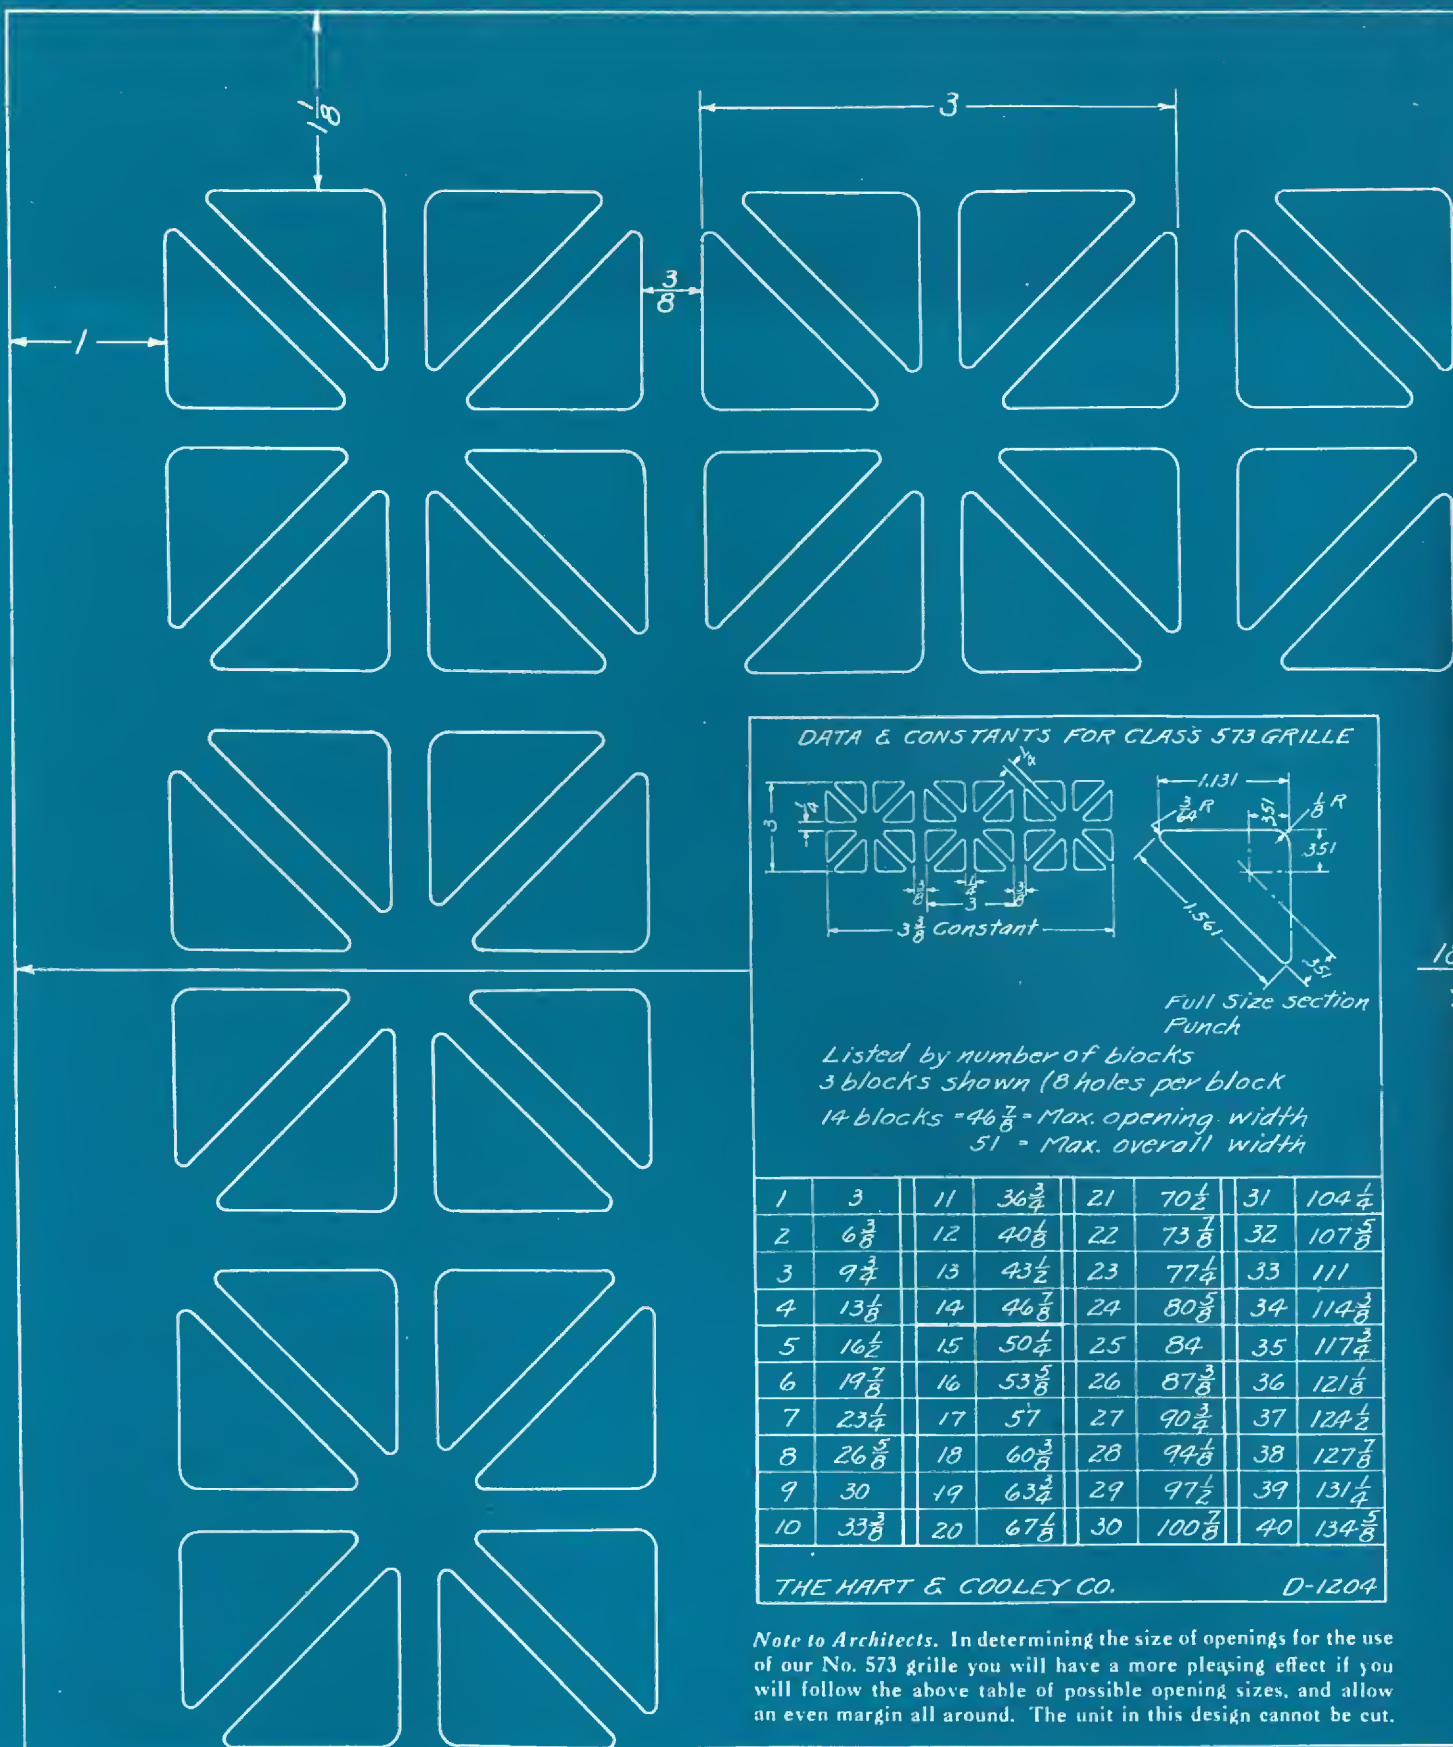 1 1/8
3
3/8
1
DATA & CONSTANTS FOR CLASS 573 GRILLE
1/4
1.131
3/64 R
.351
1/8 R
3
1/4
.351
3/8
1/4
3/8
3
1.561
.351
3 3/8 Constant
Full Size section
Punch
Listed by number of blocks
3 blocks shown (8 holes per block
14 blocks = 46 7/8 = Max. opening width
51 = Max. overall width
1 3 11 36 3/4 21 70 1/2 31 104 1/4
2 6 3/8 12 40 1/8 22 73 7/8 32 107 5/8
3 9 3/4 13 43 1/2 23 77 1/4 33 111
4 13 1/8 14 46 7/8 24 80 5/8 34 114 3/8
5 16 1/2 15 50 1/4 25 84 35 117 3/4
6 19 7/8 16 53 5/8 26 87 3/8 36 121 1/8
7 23 1/4 17 57 27 90 3/4 37 124 1/2
8 26 5/8 18 60 3/8 28 94 1/8 38 127 7/8
9 30 19 63 3/4 29 97 1/2 39 131 1/4
10 33 3/8 20 67 1/8 30 100 7/8 40 134 5/8
THE HART & COOLEY CO. D-1204
Note to Architects. In determining the size of openings for the use
of our No. 573 grille you will have a more pleasing effect if you
will follow the above table of possible opening sizes, and allow
an even margin all around. The unit in this design cannot be cut.